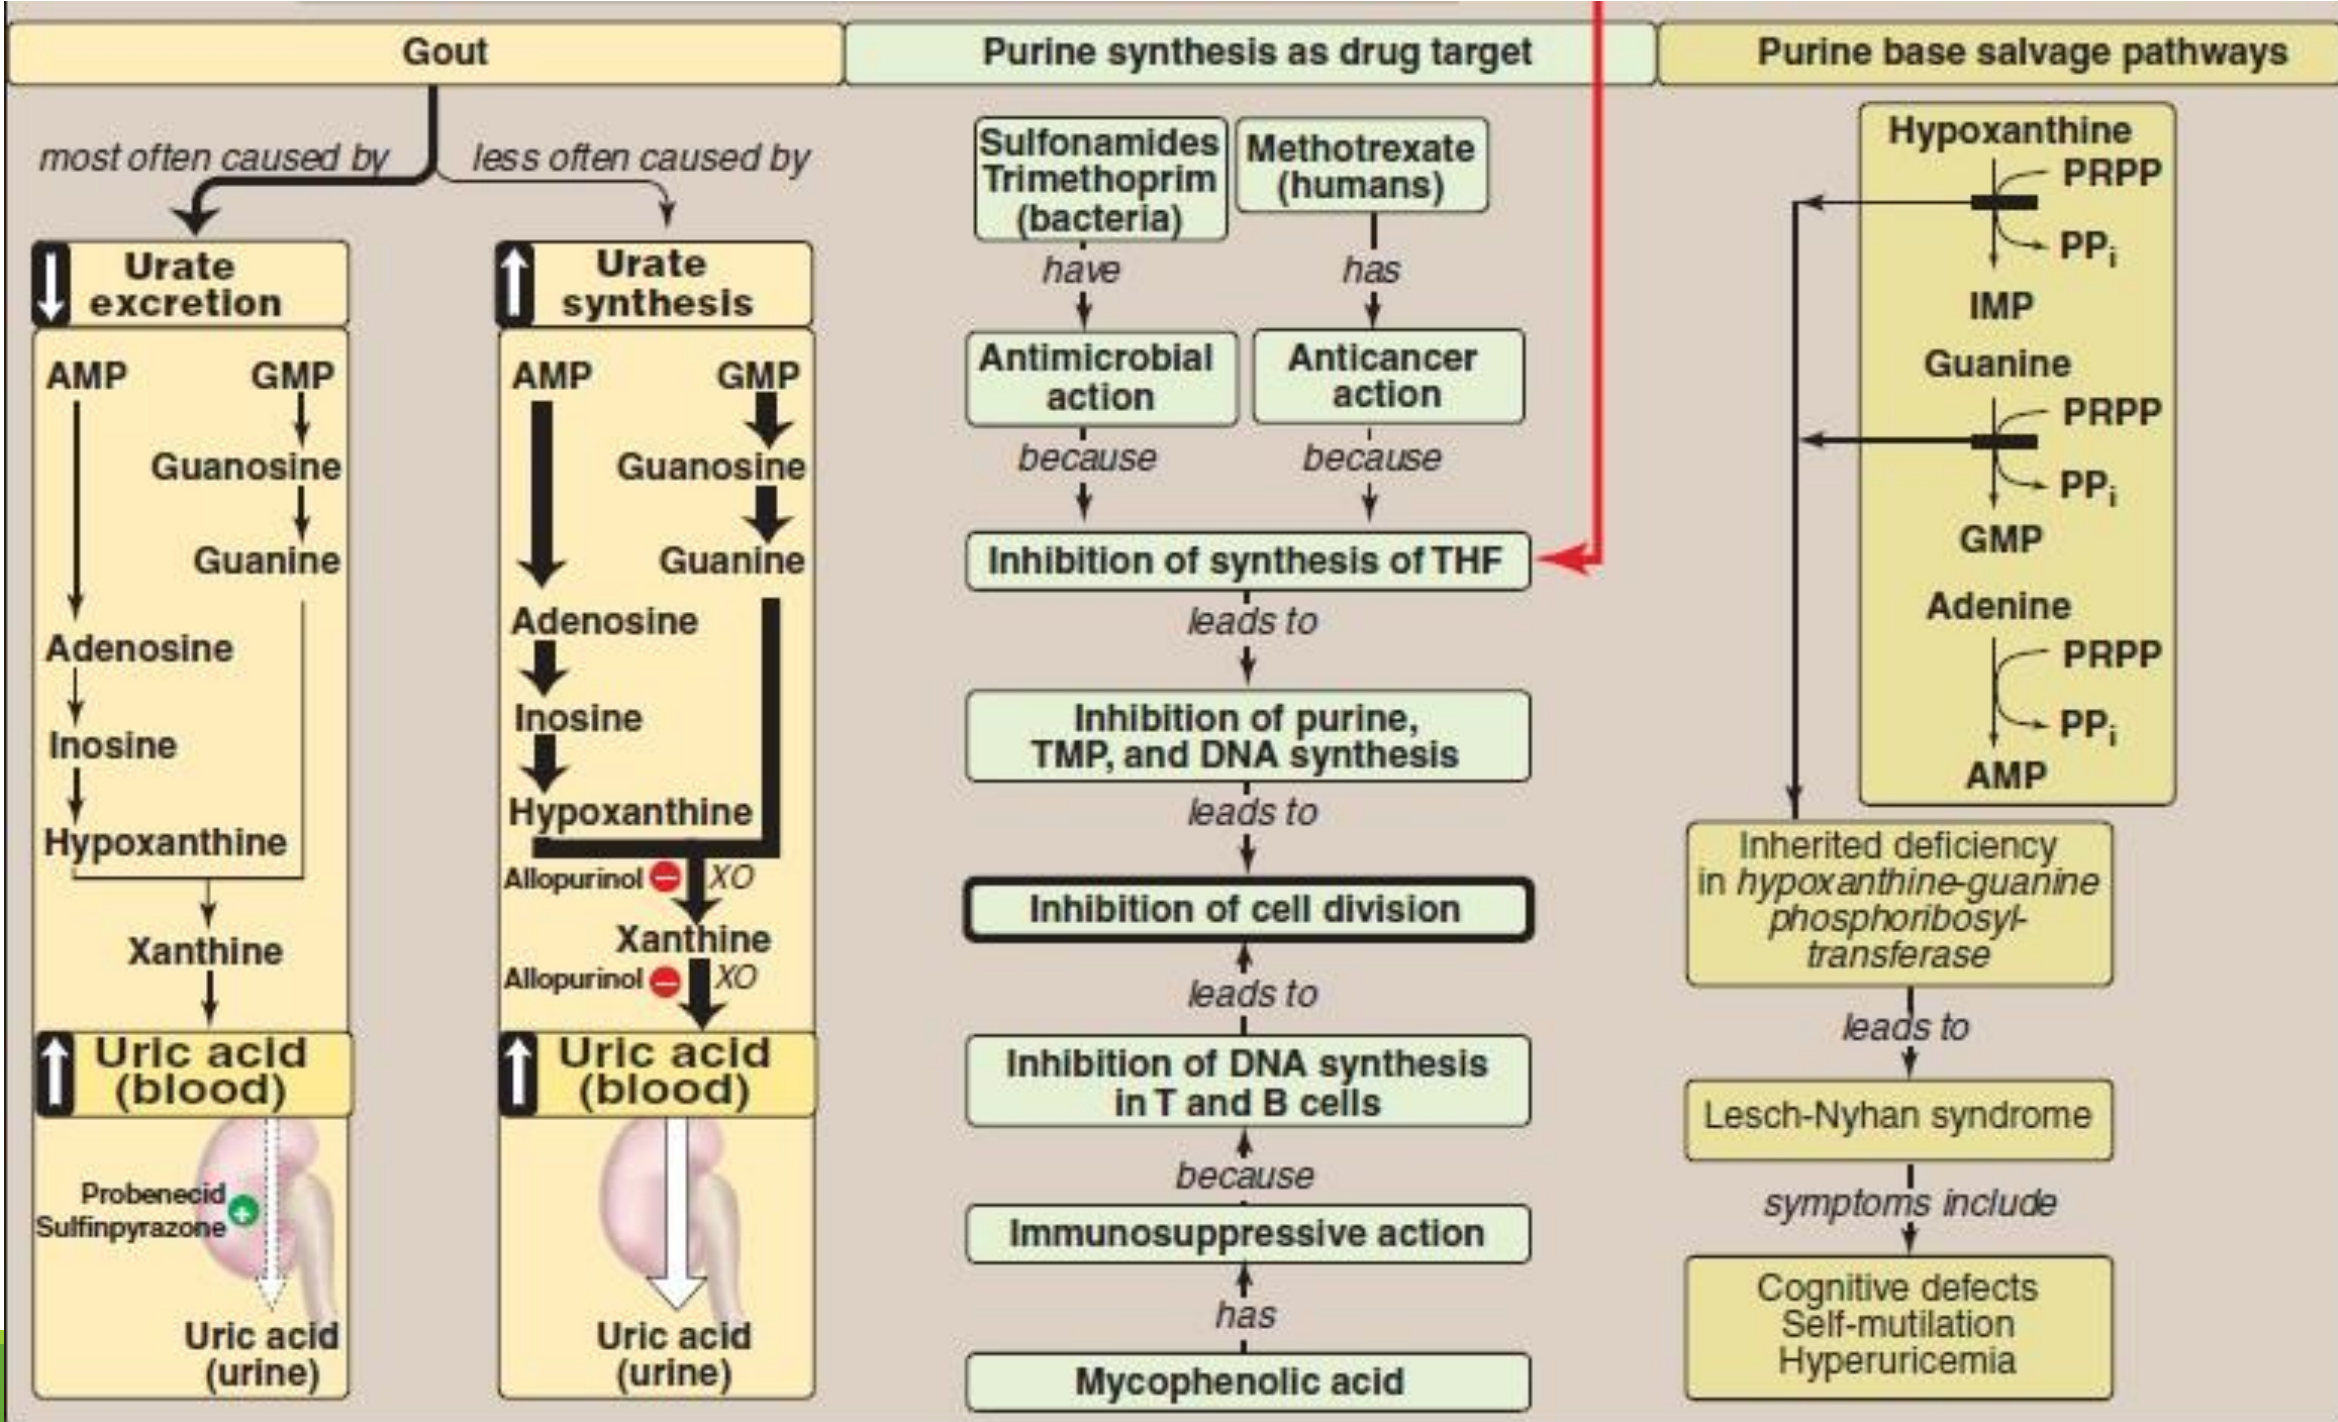 Gout
most often caused by
less often caused by
Urate
excretion
AMP
GMP
Guanosine
Guanine
Adenosine
Inosine
Hypoxanthine
Xanthine
Uric acid
(blood)
Probenecid
Sulfinpyrazone
Uric acid
(urine)
Urate
synthesis
AMP
GMP
Guanosine
Guanine
Adenosine
Inosine
Hypoxanthine
Allopurinol
XO
Xanthine
Allopurinol
XO
Uric acid
(blood)
Uric acid
(urine)
Purine synthesis as drug target
Sulfonamides
Trimethoprim
(bacteria)
have
Antimicrobial
action
because
Methotrexate
(humans)
has
Anticancer
action
because
Inhibition of synthesis of THF
leads to
Inhibition of purine,
TMP, and DNA synthesis
leads to
Inhibition of cell division
leads to
Inhibition of DNA synthesis
in T and B cells
because
Immunosuppressive action
has
Mycophenolic acid
Purine base salvage pathways
Hypoxanthine
PRPP
PPi
IMP
Guanine
PRPP
PPi
GMP
Adenine
PRPP
PPi
AMP
Inherited deficiency
in hypoxanthine-guanine
phosphoribosyl-
transferase
leads to
Lesch-Nyhan syndrome
symptoms include
Cognitive defects
Self-mutilation
Hyperuricemia